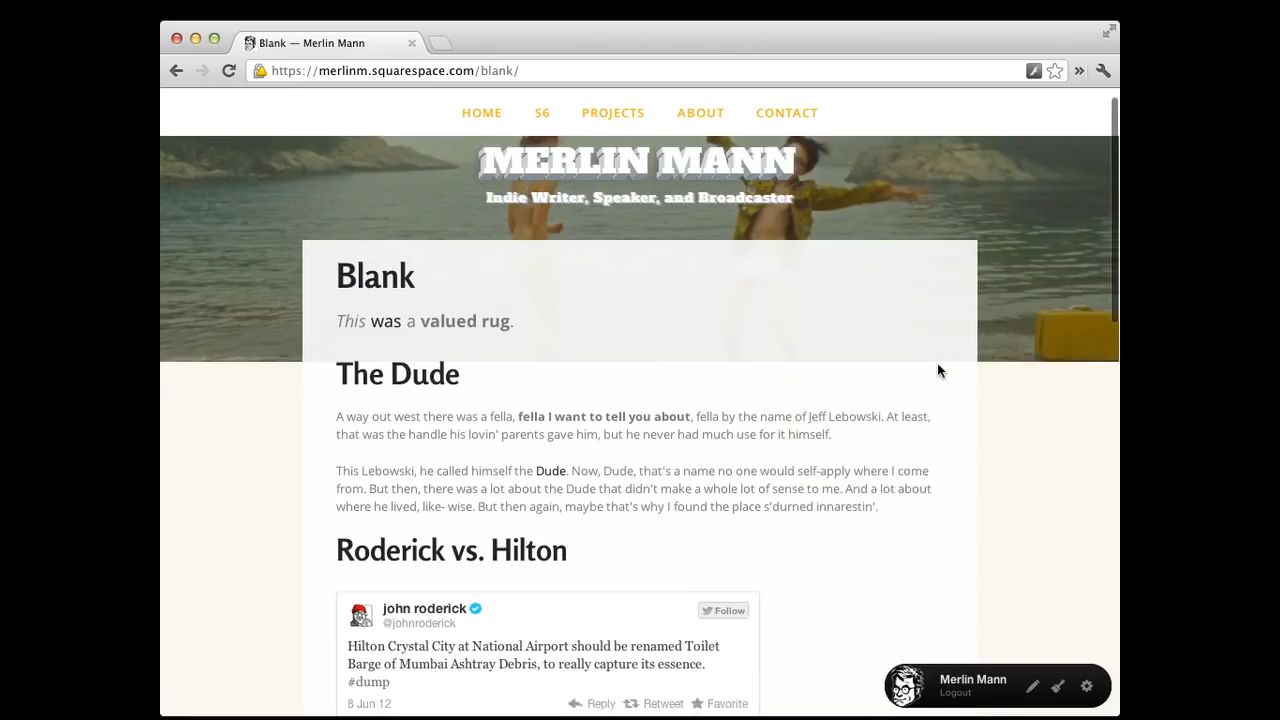 Blank — Merlin Mann
https://merlinm.squarespace.com/blank/
HOME S6 PROJECTS ABOUT CONTACT
MERLIN MANN
Indie Writer, Speaker, and Broadcaster
Blank
This was a valued rug.
The Dude
A way out west there was a fella, fella I want to tell you about, fella by the name of Jeff Lebowski. At least,
that was the handle his lovin' parents gave him, but he never had much use for it himself.
This Lebowski, he called himself the Dude. Now, Dude, that's a name no one would self-apply where I come
from. But then, there was a lot about the Dude that didn't make a whole lot of sense to me. And a lot about
where he lived, like- wise. But then again, maybe that's why I found the place s'durned innarestin'.
Roderick vs. Hilton
john roderick
Follow
@johnroderick
Hilton Crystal City at National Airport should be renamed Toilet
Barge of Mumbai Ashtray Debris, to really capture its essence.
#dump
8 Jun 12 Reply Retweet Favorite
Merlin Mann
Logout